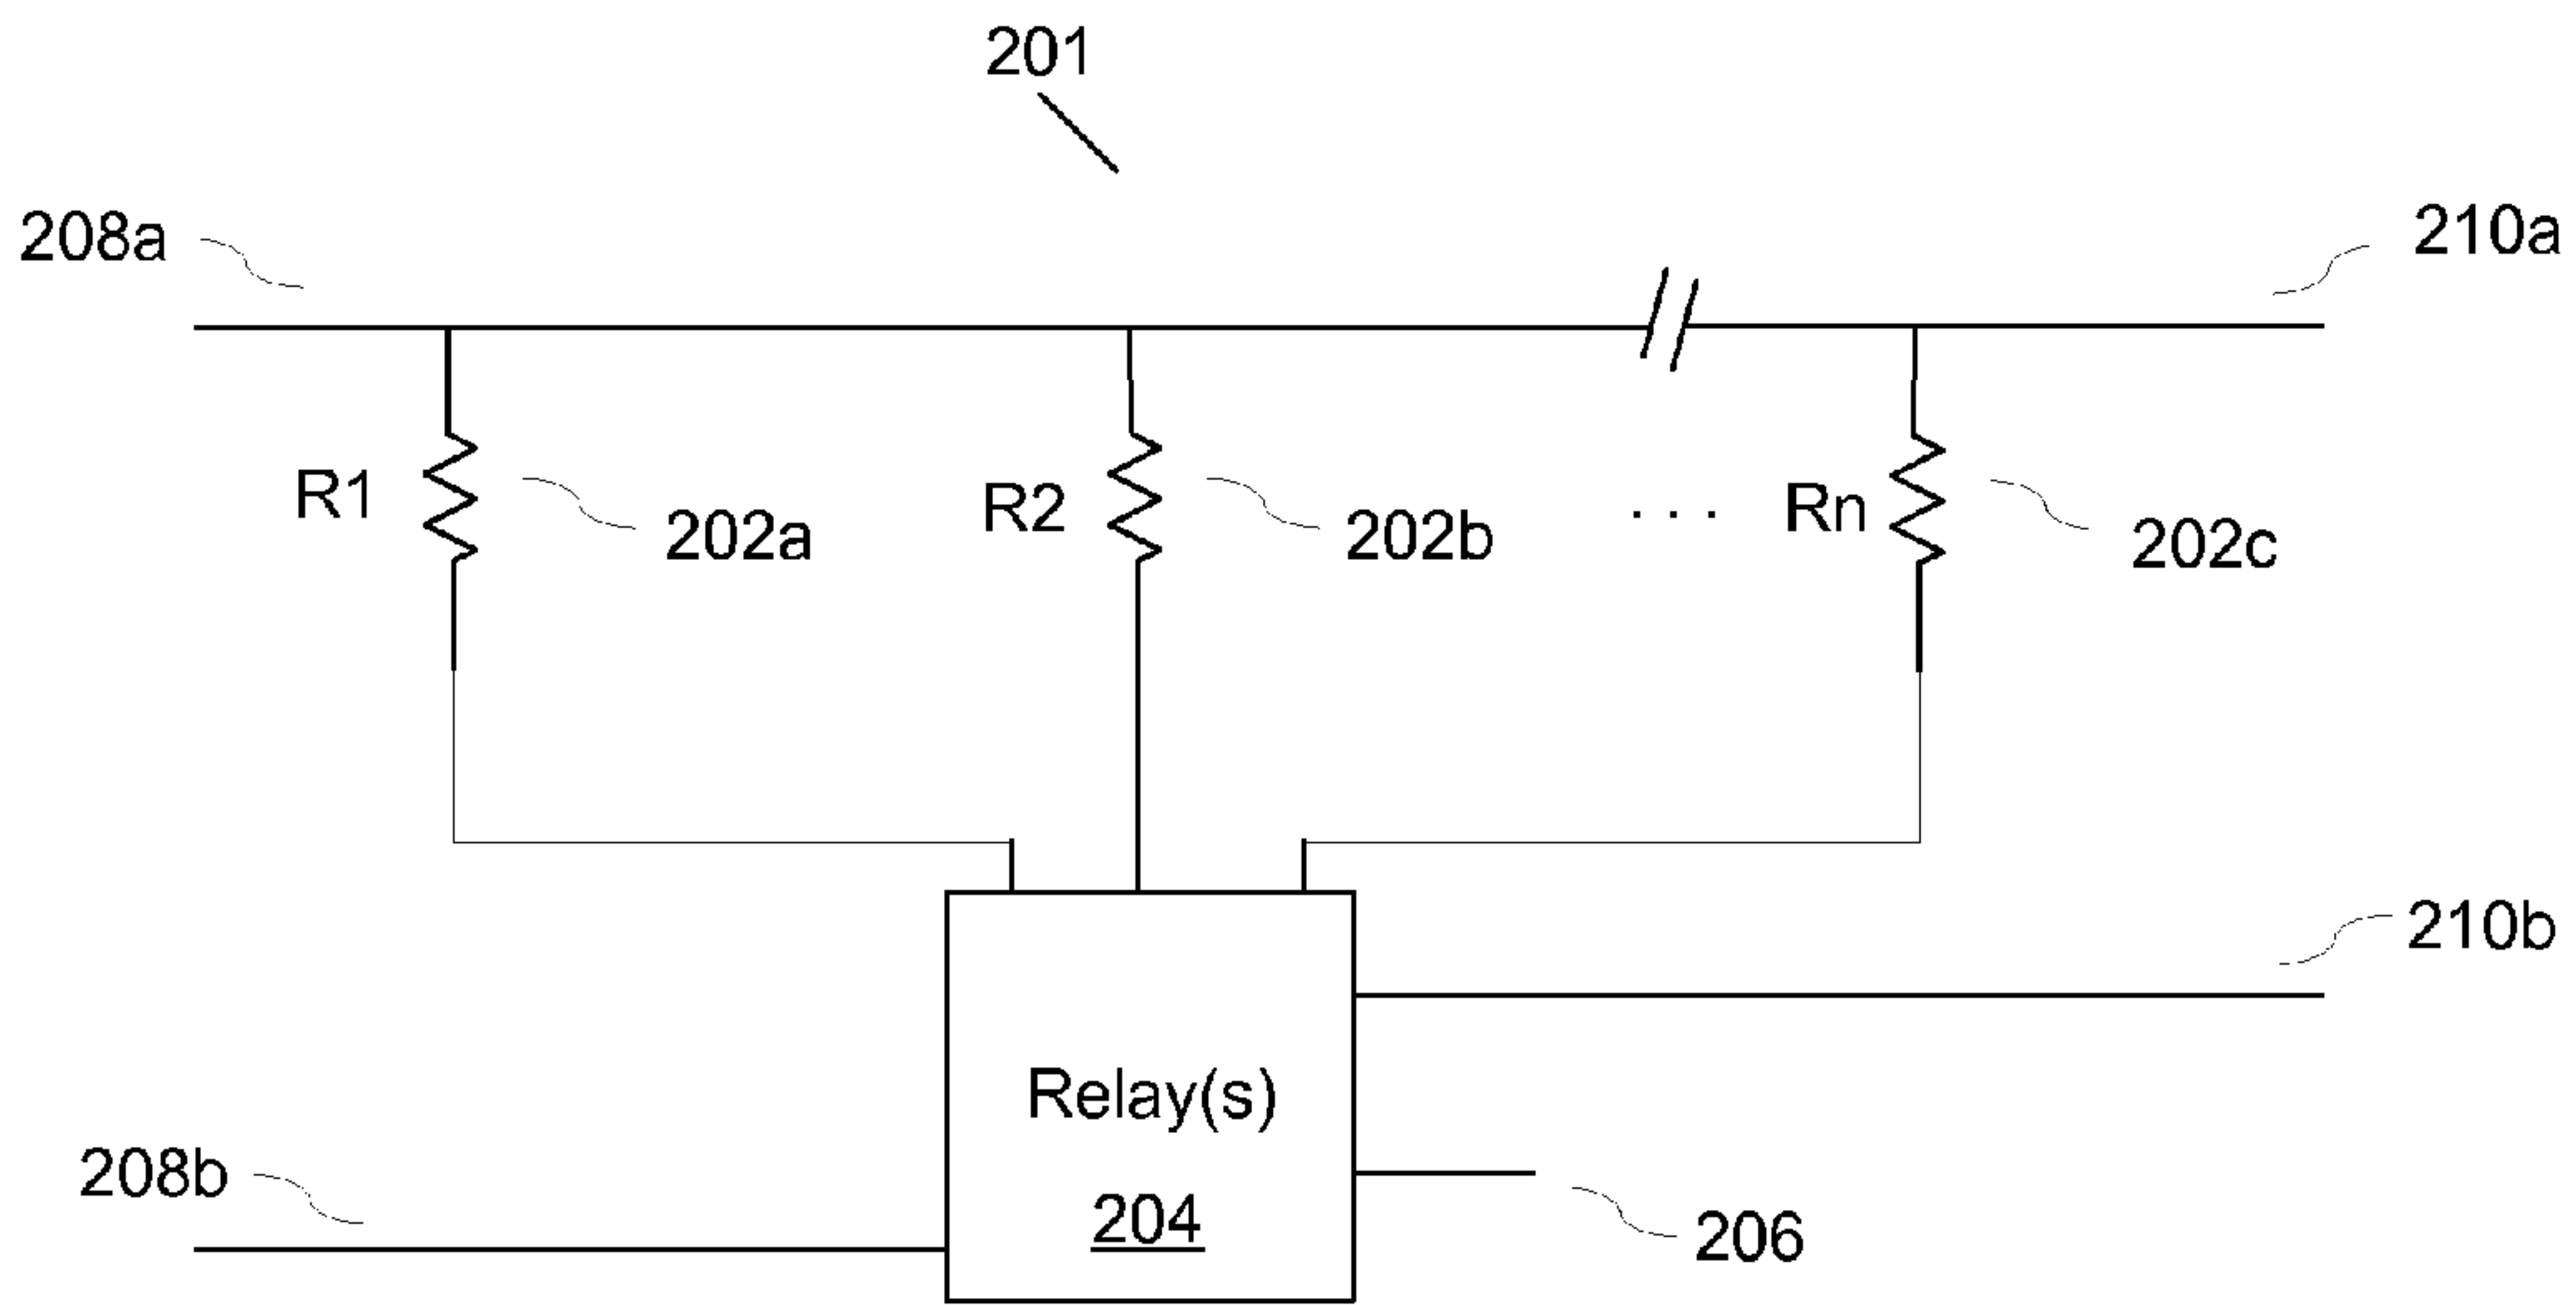 201
208a
210a
R1
202a
R2
202b
. . .
Rn
202c
210b
Relay(s)
204
208b
206